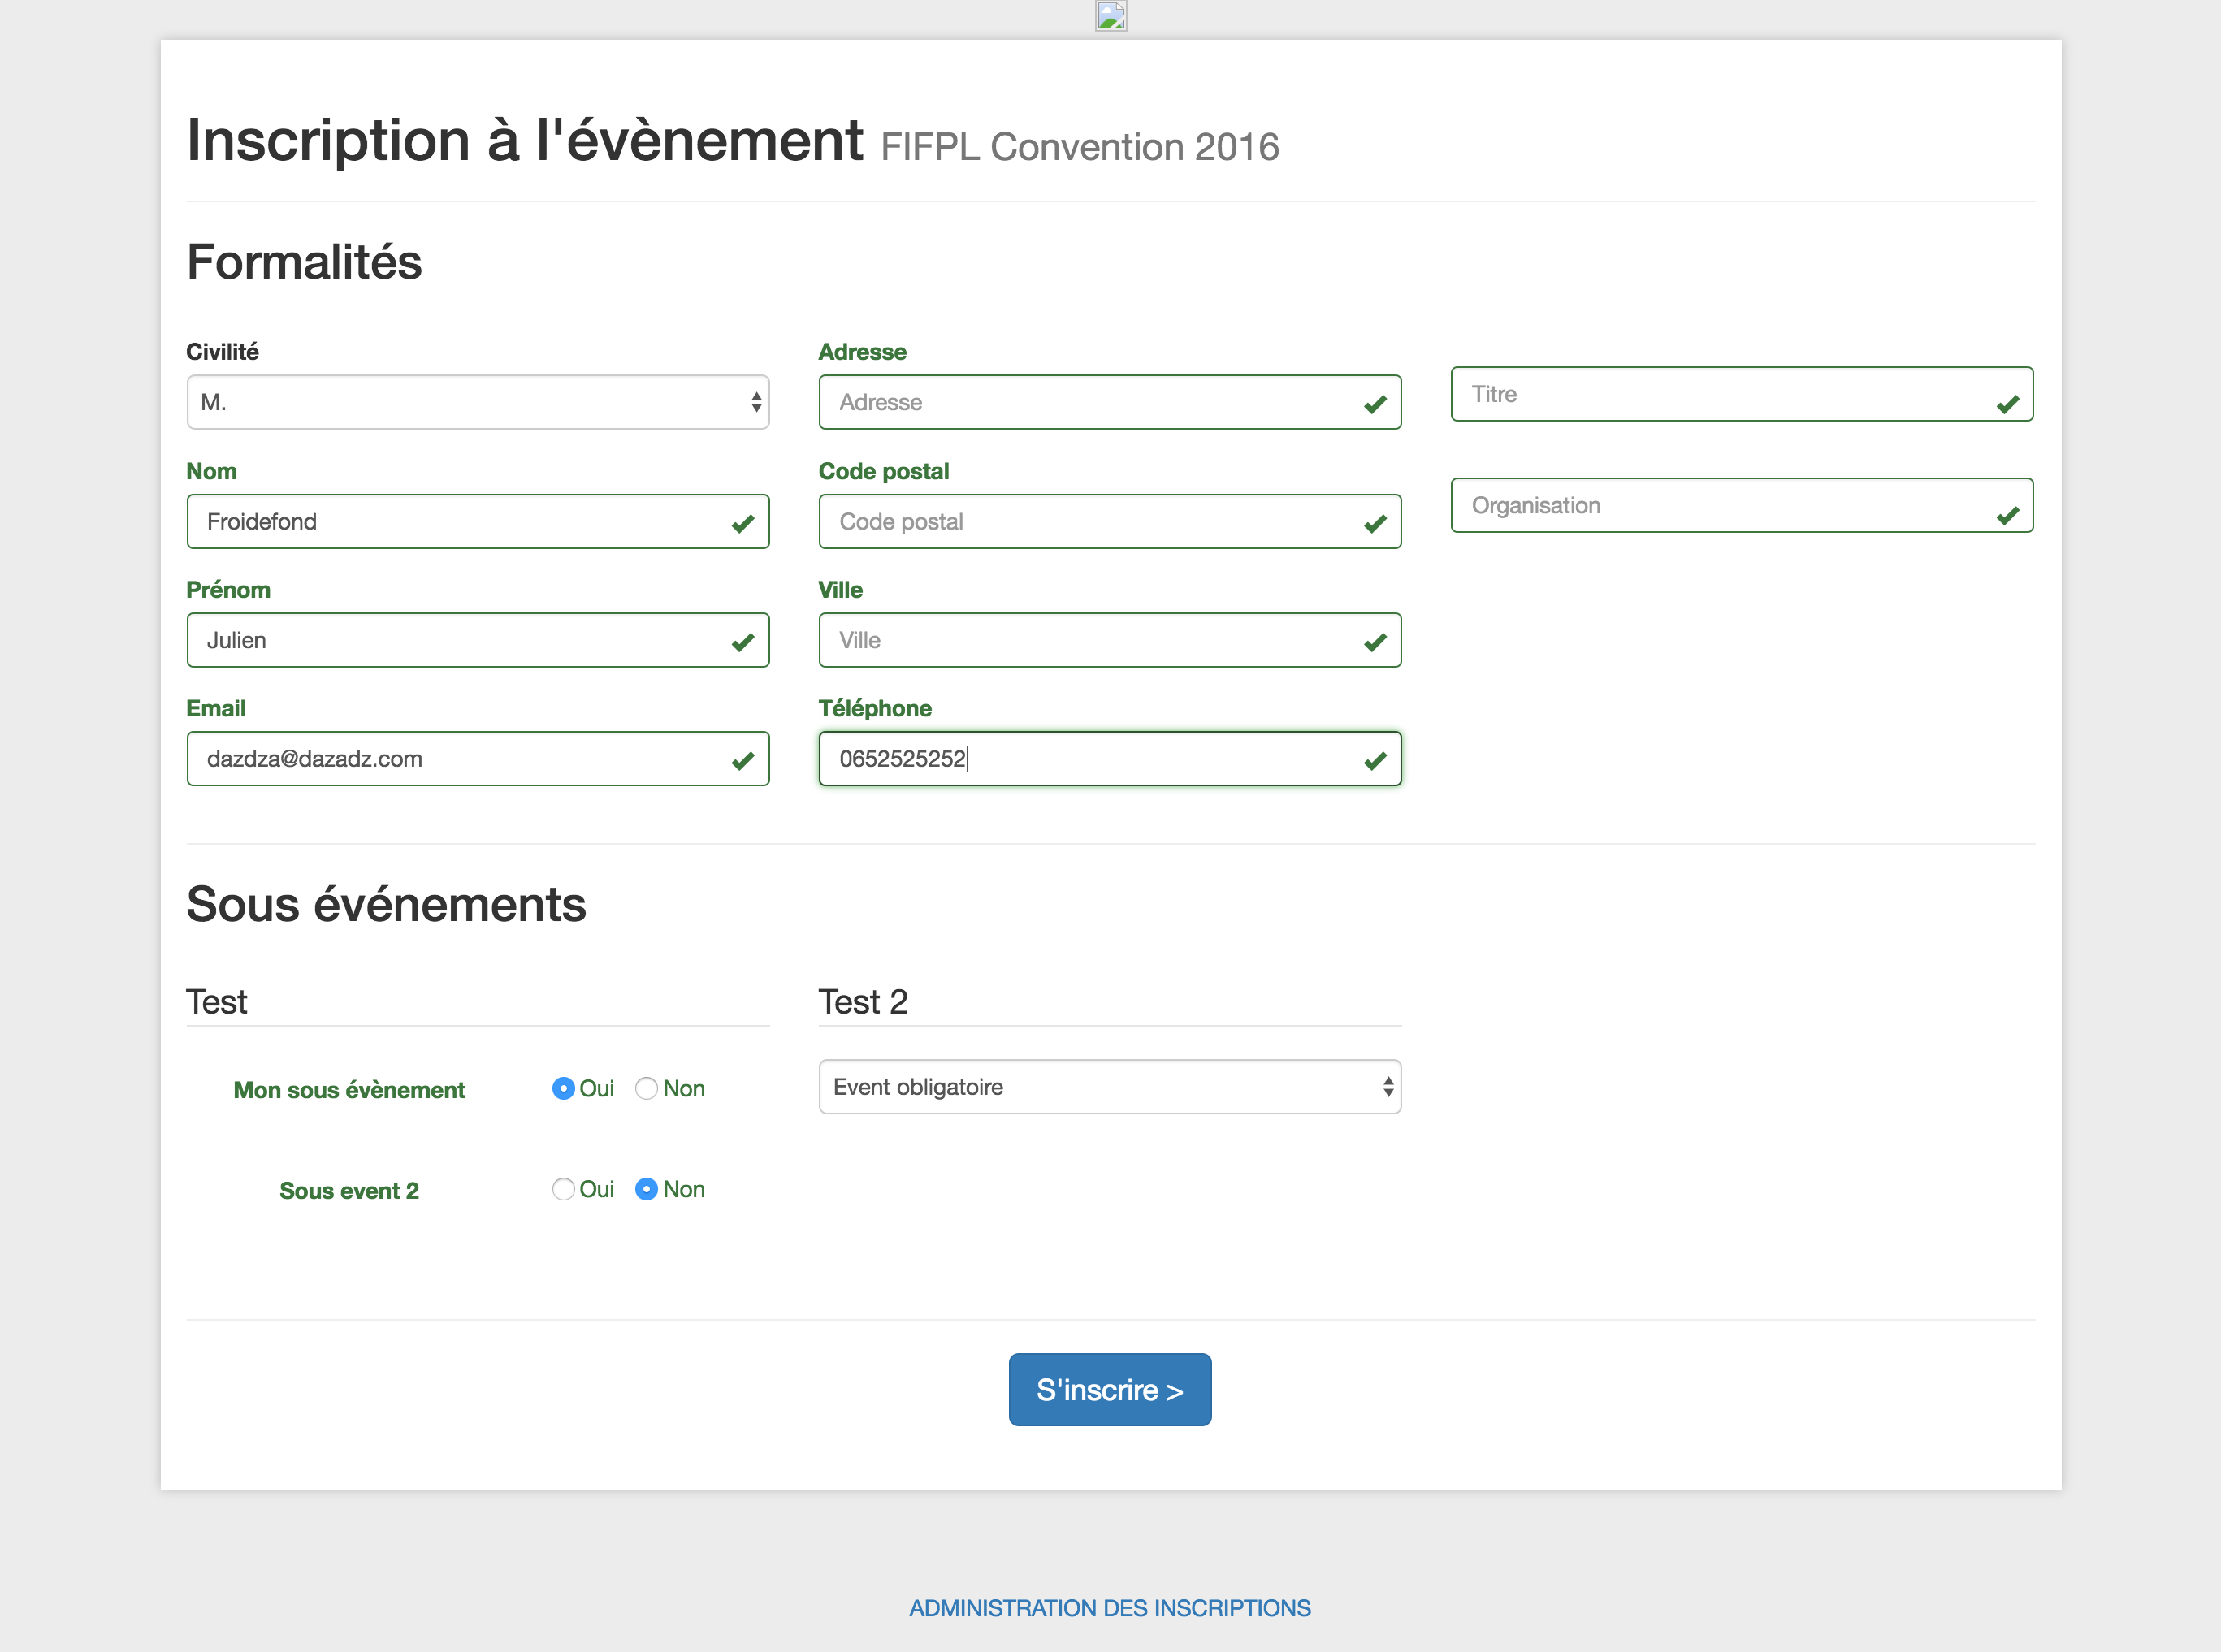 Inscription à l'évènement FIFPL Convention 2016
Formalités
Civilité
M.
Nom
Froidefond
Prénom
Julien
Email
dazdza@dazadz.com
Adresse
Adresse
Code postal
Code postal
Ville
Ville
Téléphone
0652525252
Titre
Organisation
Sous événements
Test
Mon sous évènement Oui Non
Sous event 2 Oui Non
Test 2
Event obligatoire
S'inscrire >
ADMINISTRATION DES INSCRIPTIONS